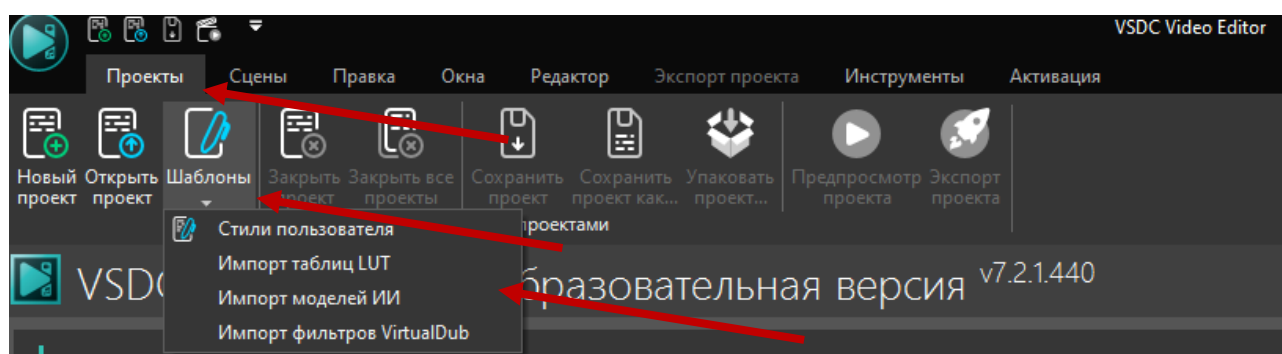 VSDC Video Editor
Проекты Сцены Правка Окна Редактор Экспорт проекта Инструменты Активация
Новый проект
Открыть проект
Шаблоны
Закрыть проект
Закрыть все проекты
Сохранить проект
Сохранить проект как...
Упаковать проект...
Предпросмотр проекта
Экспорт проекта
Стили пользователя
Импорт таблиц LUT
Импорт моделей ИИ
Импорт фильтров VirtualDub
проектами
VSDC бразовательная версия v7.2.1.440